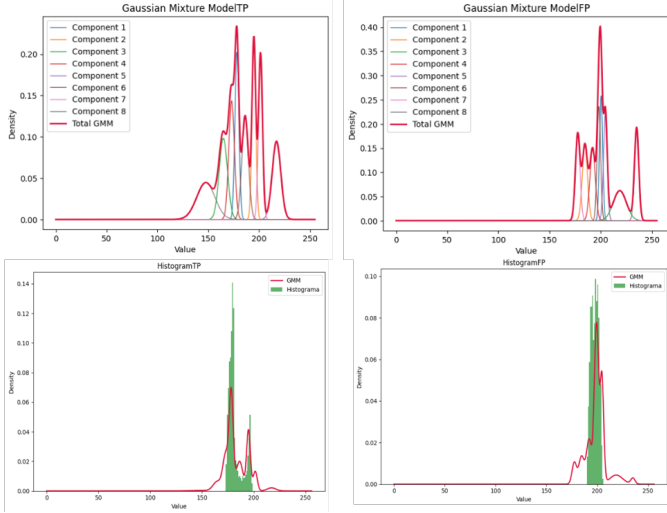 Gaussian Mixture ModelTP
Component 1
Component 2
Component 3
Component 4
Component 5
Component 6
Component 7
Component 8
Total GMM
Density
0.20
0.15
0.10
0.05
0.00
0 50 100 150 200 250
Value
Gaussian Mixture ModelFP
Component 1
Component 2
Component 3
Component 4
Component 5
Component 6
Component 7
Component 8
Total GMM
Density
0.40
0.35
0.30
0.25
0.20
0.15
0.10
0.05
0.00
0 50 100 150 200 250
Value
HistogramTP
GMM
Histograma
Density
0.14
0.12
0.10
0.08
0.06
0.04
0.02
0.00
0 50 100 150 200 250
Value
HistogramFP
GMM
Histograma
Density
0.10
0.08
0.06
0.04
0.02
0.00
0 50 100 150 200 250
Value